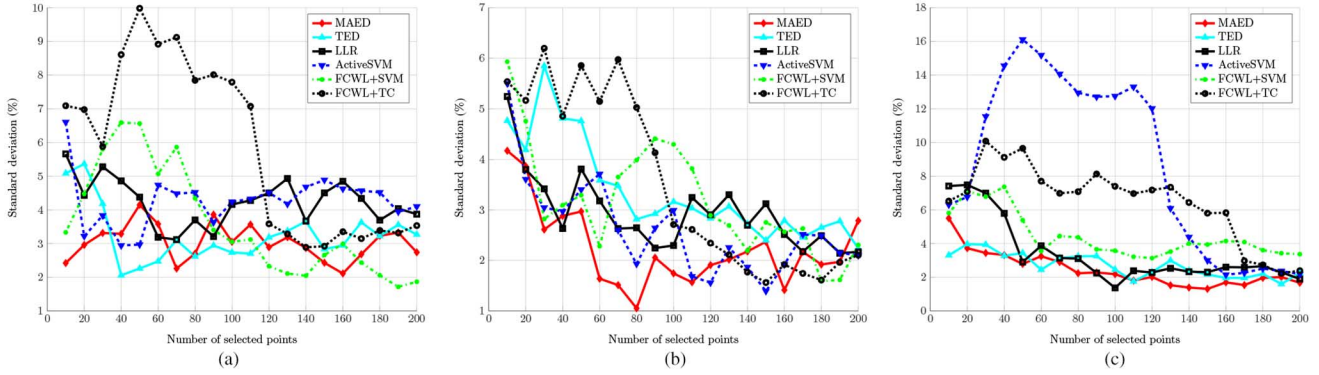 10
9
8
7
6
5
4
3
2
1
Standard deviation (%)
0 20 40 60 80 100 120 140 160 180 200
Number of selected points
MAED
TED
LLR
ActiveSVM
FCWL+SVM
FCWL+TC
(a)
7
6
5
4
3
2
1
Standard deviation (%)
0 20 40 60 80 100 120 140 160 180 200
Number of selected points
MAED
TED
LLR
ActiveSVM
FCWL+SVM
FCWL+TC
(b)
18
16
14
12
10
8
6
4
2
0
Standard deviation (%)
0 20 40 60 80 100 120 140 160 180 200
Number of selected points
MAED
TED
LLR
ActiveSVM
FCWL+SVM
FCWL+TC
(c)